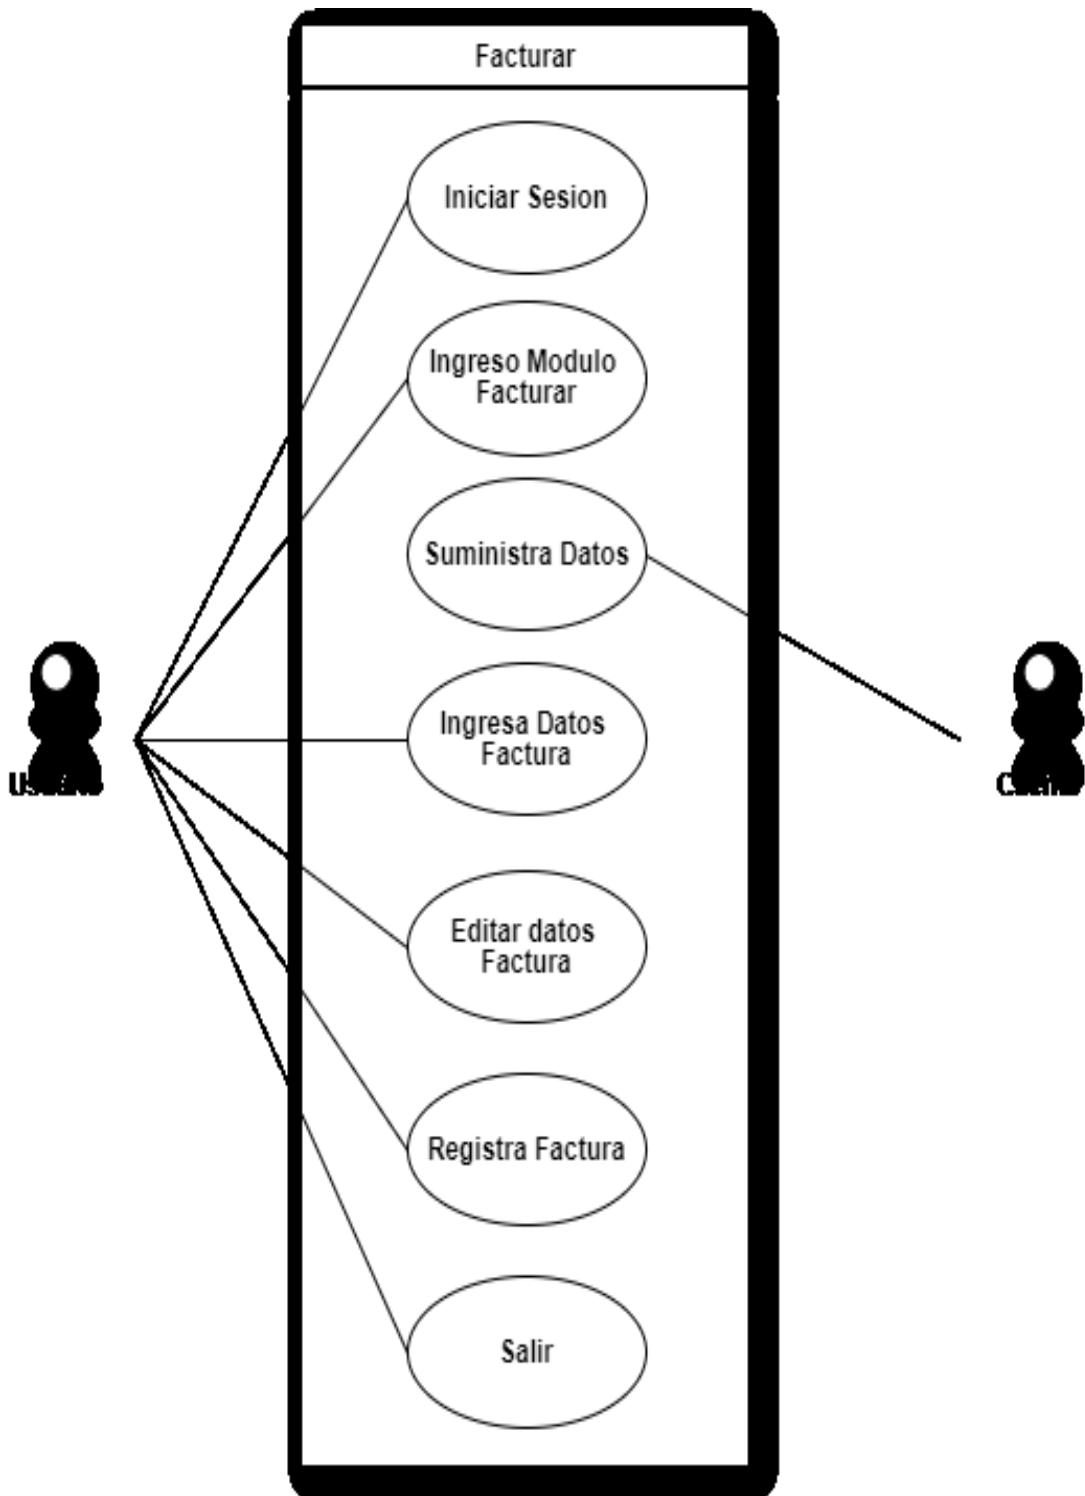 Facturar
Iniciar Sesion
Ingreso Modulo
Facturar
Suministra Datos
Ingresa Datos
Factura
Editar datos
Factura
Registra Factura
Salir